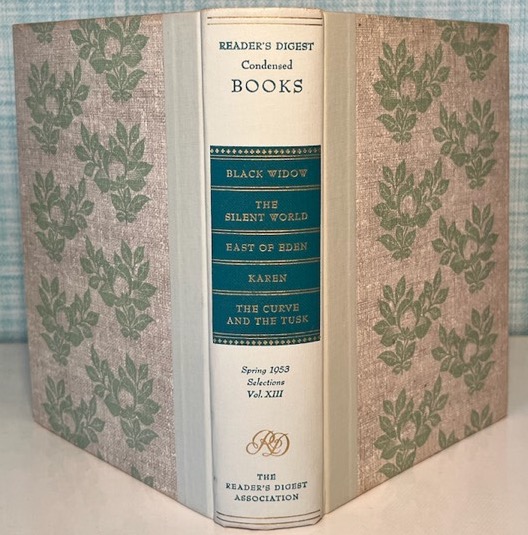 READER'S DIGEST
Condensed
BOOKS
BLACK WIDOW
THE
SILENT WORLD
EAST OF EDEN
KAREN
THE CURVE
AND THE TUSK
Spring 1953
Selections
Vol. XIII
RD
THE
READER'S DIGEST
ASSOCIATION